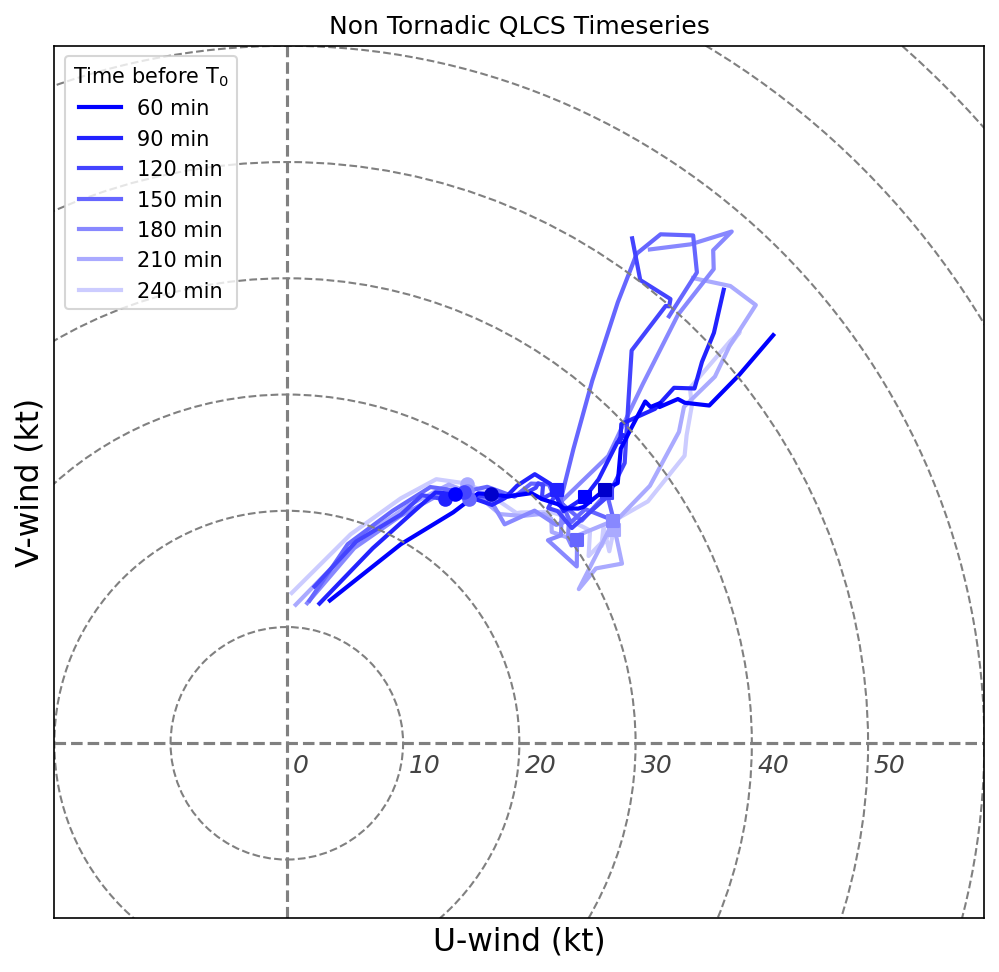 Non Tornadic QLCS Timeseries
Time before T₀
60 min
90 min
120 min
150 min
180 min
210 min
240 min
V-wind (kt)
0 10 20 30 40 50
U-wind (kt)